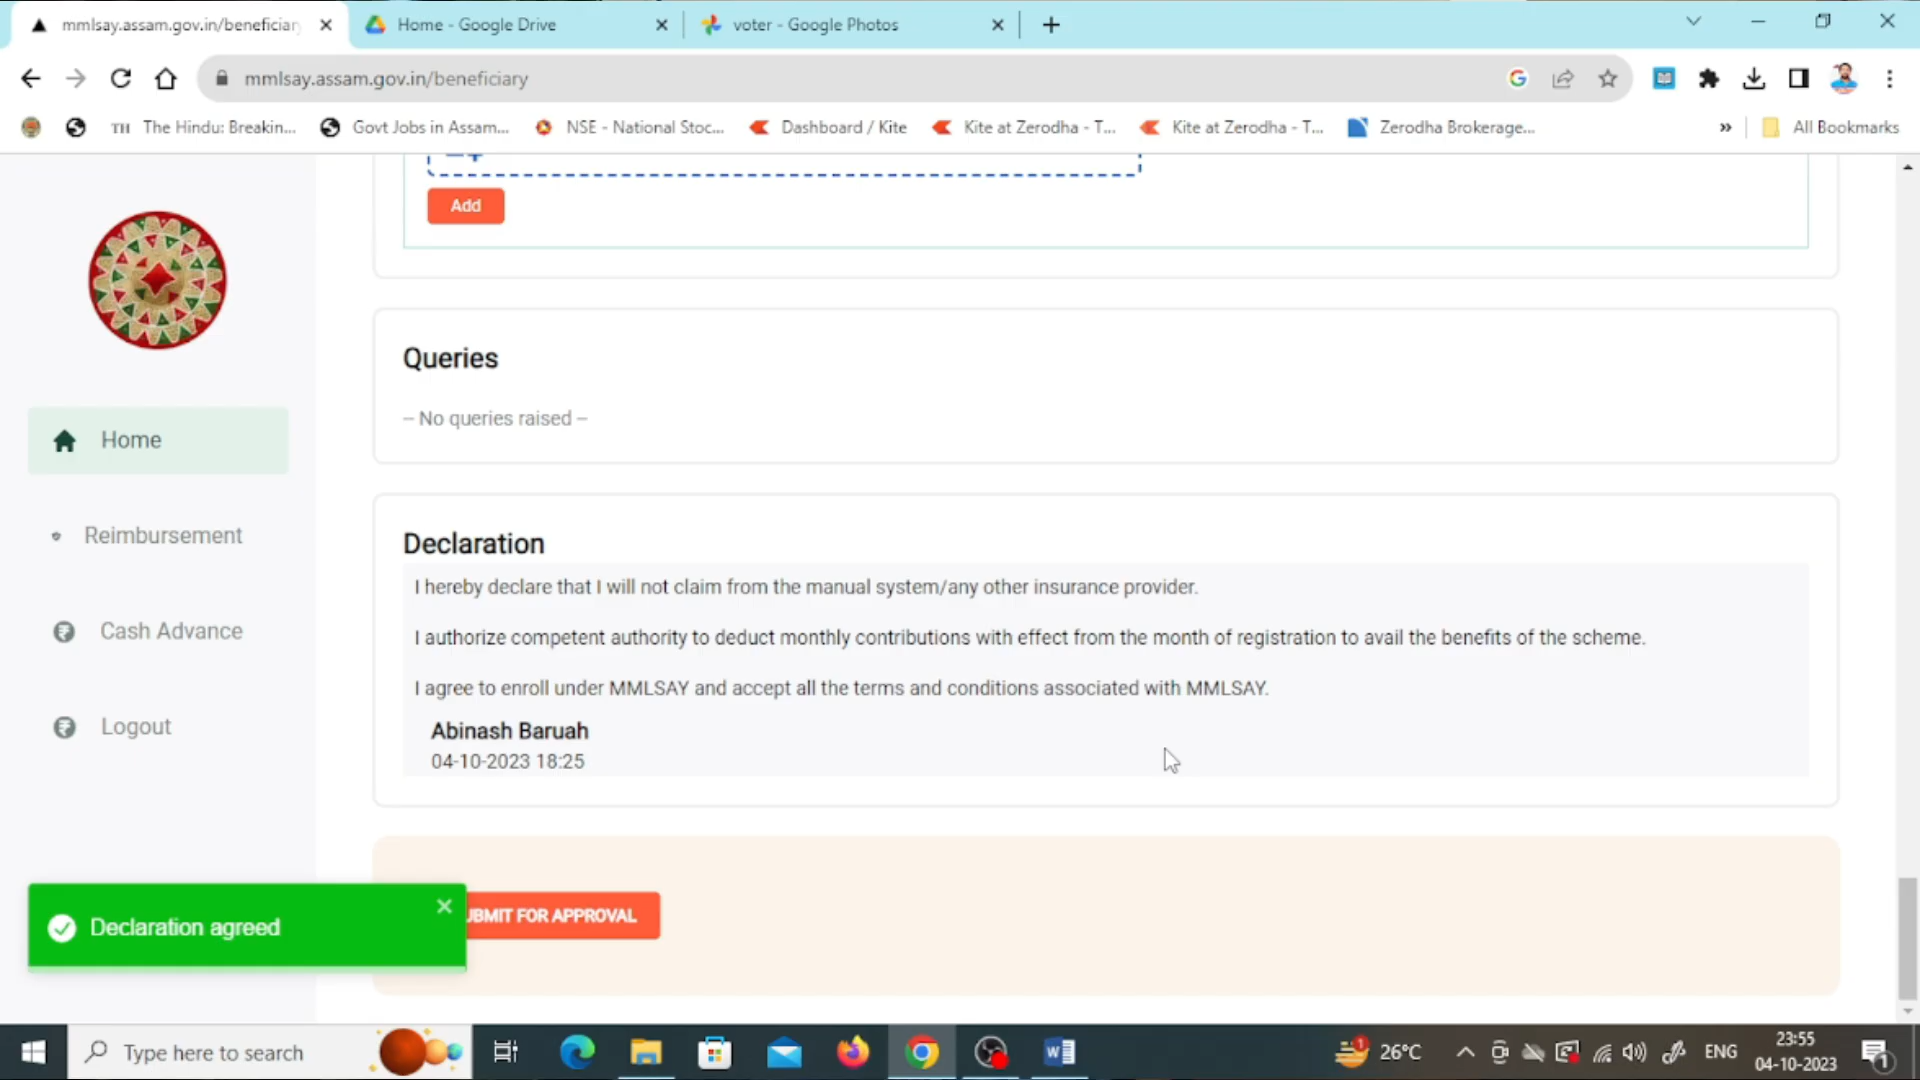 mmlsay.assam.gov.in/beneficiary
Home - Google Drive
voter - Google Photos
mmlsay.assam.gov.in/beneficiary
TH The Hindu: Breakin...
Govt Jobs in Assam...
NSE - National Stoc...
Dashboard / Kite
Kite at Zerodha - T...
Kite at Zerodha - T...
Zerodha Brokerage...
»
All Bookmarks
Add
Queries
-- No queries raised --
Home
Reimbursement
Cash Advance
Logout
Declaration
I hereby declare that I will not claim from the manual system/any other insurance provider.
I authorize competent authority to deduct monthly contributions with effect from the month of registration to avail the benefits of the scheme.
I agree to enroll under MMLSAY and accept all the terms and conditions associated with MMLSAY.
Abinash Baruah
04-10-2023 18:25
UBMIT FOR APPROVAL
Declaration agreed
Type here to search
26°C
ENG
23:55
04-10-2023
1